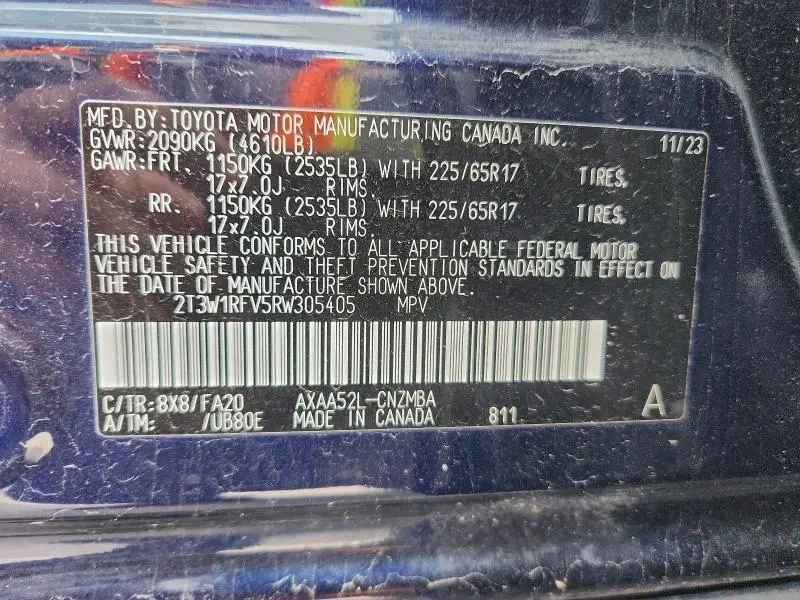 MFD.BY:TOYOTA MOTOR MANUFACTURING CANADA INC. 11/23
GVWR:2090KG (4610LB)
GAWR:FRT. 1150KG (2535LB) WITH 225/65R17 TIRES,
17x7.0J RIMS.
RR. 1150KG (2535LB) WITH 225/65R17 TIRES,
17x7.0J RIMS.
THIS VEHICLE CONFORMS TO ALL APPLICABLE FEDERAL MOTOR
VEHICLE SAFETY AND THEFT PREVENTION STANDARDS IN EFFECT ON
THE DATE OF MANUFACTURE SHOWN ABOVE.
2T3W1RFV5RW305405 MPV
C/TR:8X8/FA20 AXAA52L-CNZMBA A
A/TM: /UB80E MADE IN CANADA 811